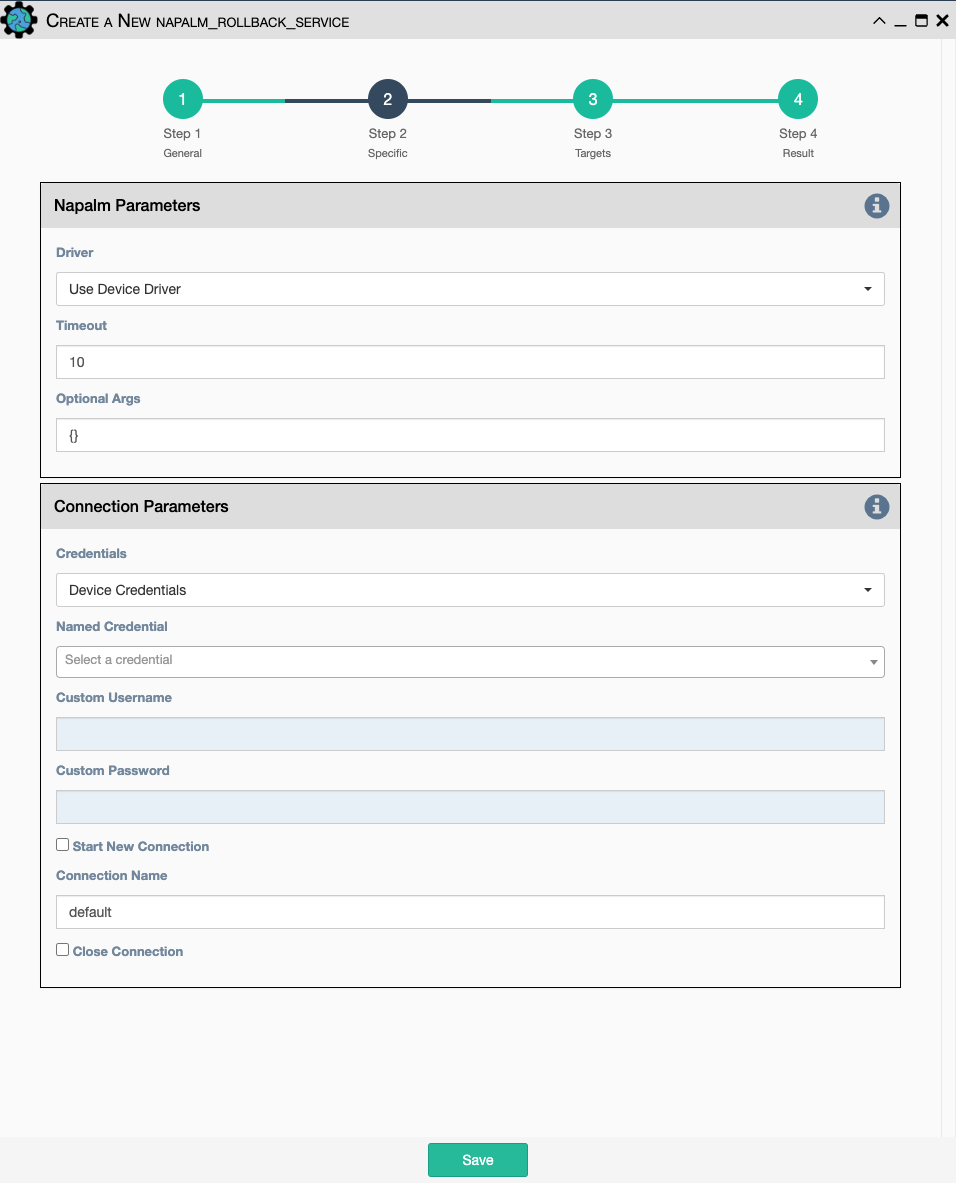 Create a New napalm_rollback_service
1 2 3 4
Step 1 Step 2 Step 3 Step 4
General Specific Targets Result
Napalm Parameters
Driver
Use Device Driver
Timeout
10
Optional Args
{}
Connection Parameters
Credentials
Device Credentials
Named Credential
Select a credential
Custom Username
Custom Password
Start New Connection
Connection Name
default
Close Connection
Save